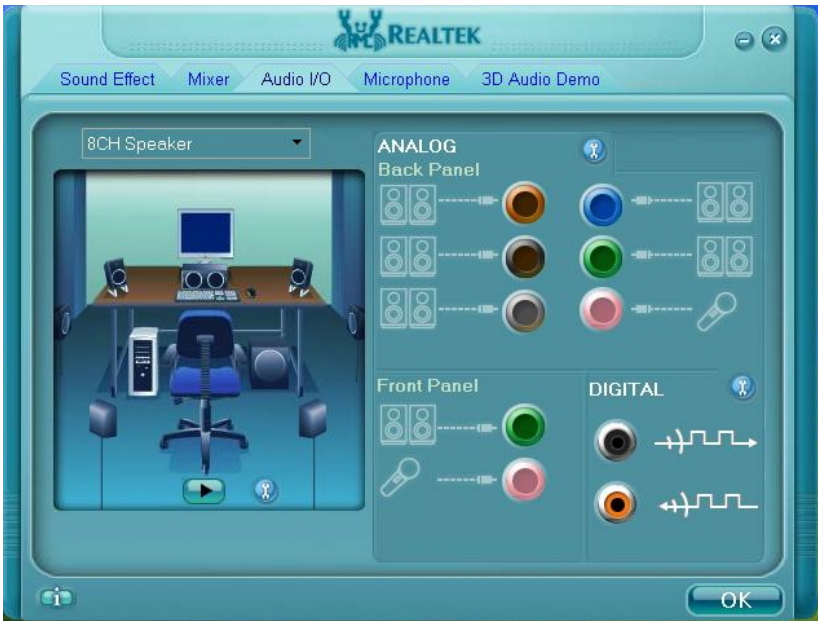 REALTEK
Sound Effect Mixer Audio I/O Microphone 3D Audio Demo
8CH Speaker
ANALOG
Back Panel
Front Panel
DIGITAL
i
OK